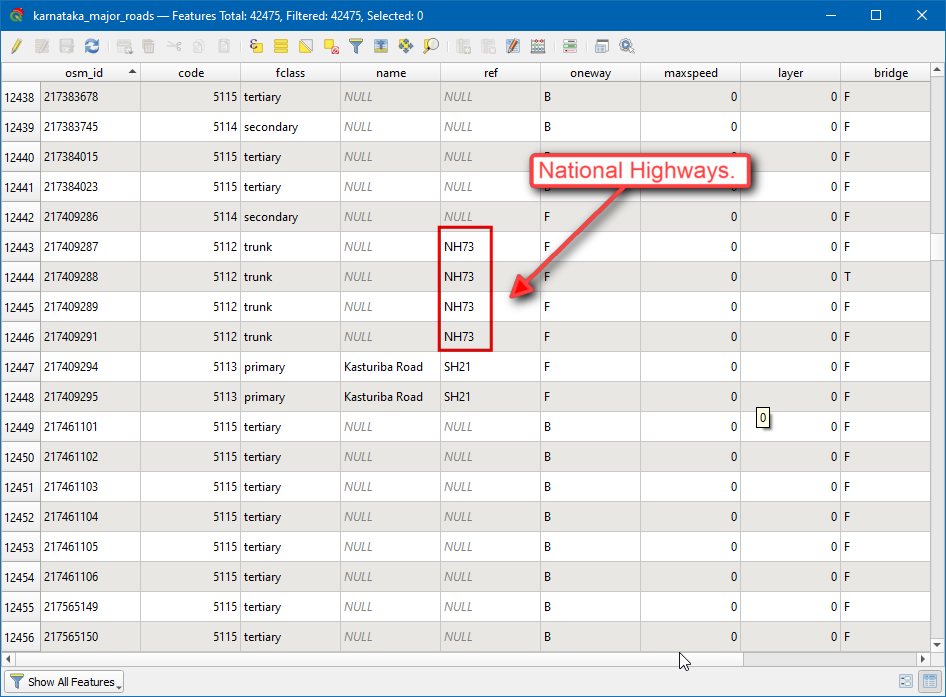 karnataka_major_roads — Features Total: 42475, Filtered: 42475, Selected: 0
osm_id code fclass name ref oneway maxspeed layer bridge
12438 217383678 5115 tertiary NULL NULL B 0 0 F
12439 217383745 5114 secondary NULL NULL B 0 0 F
12440 217384015 5115 tertiary NULL NULL 0 0 F
National Highways.
12441 217384023 5115 tertiary NULL NULL 0 0 F
12442 217409286 5114 secondary NULL NULL F 0 0 F
12443 217409287 5112 trunk NULL NH73 F 0 0 F
12444 217409288 5112 trunk NULL NH73 F 0 0 T
12445 217409289 5112 trunk NULL NH73 F 0 0 F
12446 217409291 5112 trunk NULL NH73 F 0 0 F
12447 217409294 5113 primary Kasturiba Road SH21 F 0 0 F
12448 217409295 5113 primary Kasturiba Road SH21 F 0 0 F
0
12449 217461101 5115 tertiary NULL NULL B 0 0 F
12450 217461102 5115 tertiary NULL NULL B 0 0 F
12451 217461103 5115 tertiary NULL NULL B 0 0 F
12452 217461104 5115 tertiary NULL NULL B 0 0 F
12453 217461105 5115 tertiary NULL NULL B 0 0 F
12454 217461106 5115 tertiary NULL NULL B 0 0 F
12455 217565149 5115 tertiary NULL NULL B 0 0 F
12456 217565150 5115 tertiary NULL NULL B 0 0 F
Show All Features